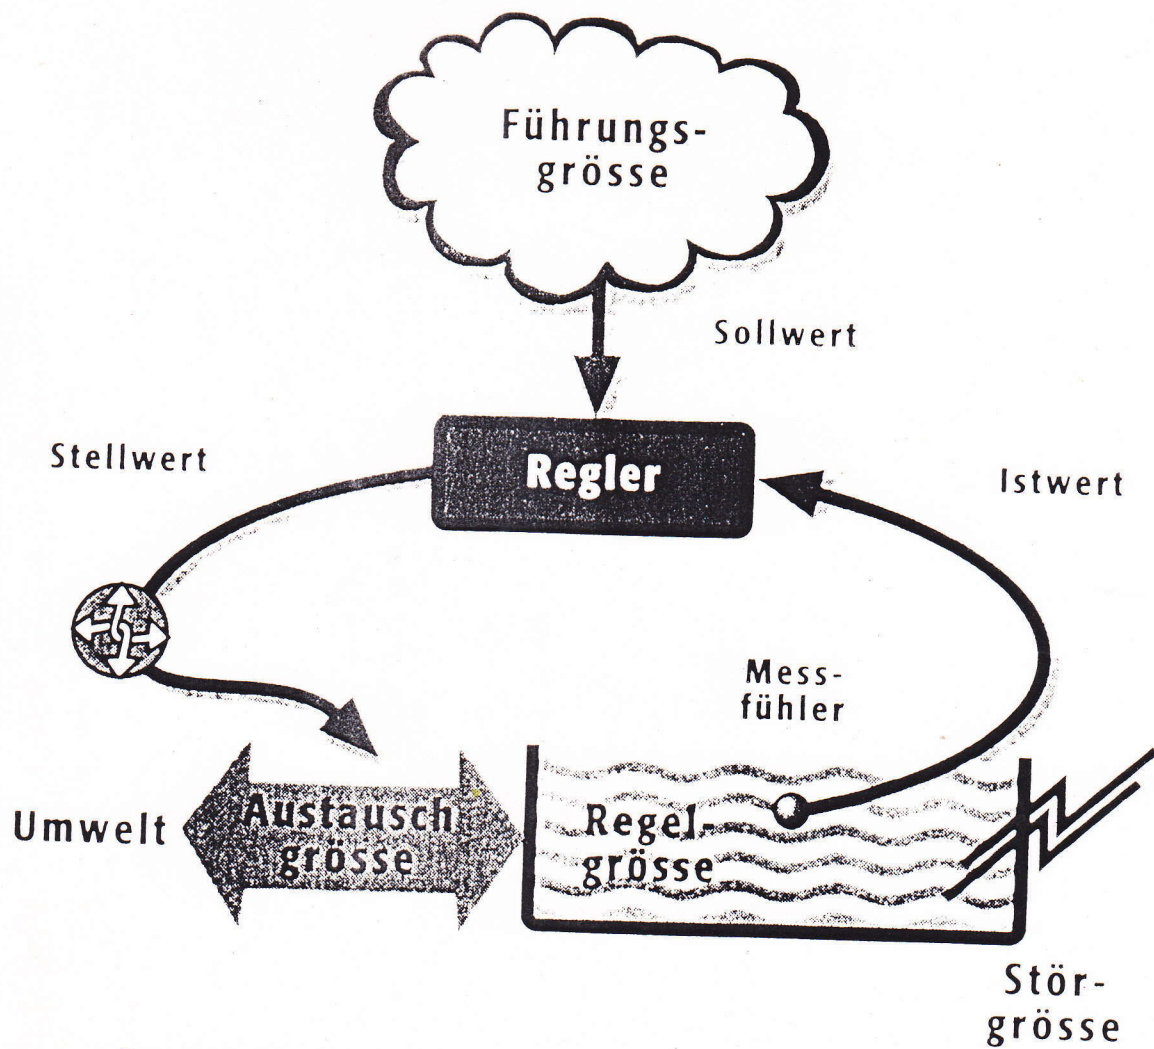 Führungs-
grösse
Sollwert
Stellwert
Regler
Istwert
Mess-
fühler
Umwelt
Austausch
grösse
Regel-
grösse
Stör-
grösse